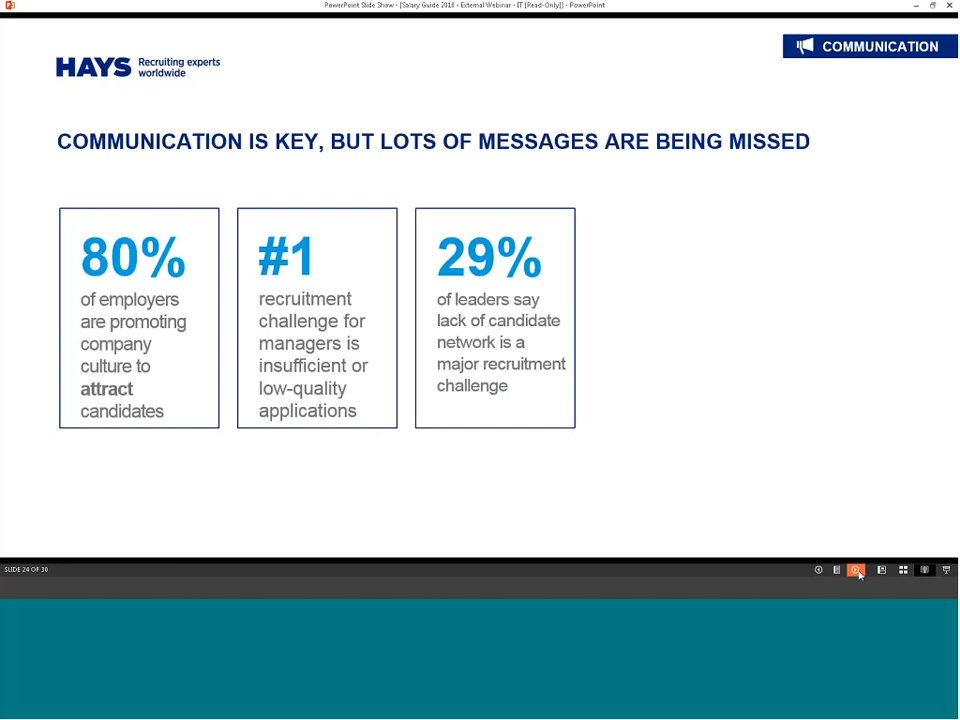 PowerPoint Slide Show - [Salary Guide 2018 - External Webinar - IT [Read-Only]] - PowerPoint
COMMUNICATION
HAYS Recruiting experts
worldwide
COMMUNICATION IS KEY, BUT LOTS OF MESSAGES ARE BEING MISSED
80%
of employers
are promoting
company
culture to
attract
candidates
#1
recruitment
challenge for
managers is
insufficient or
low-quality
applications
29%
of leaders say
lack of candidate
network is a
major recruitment
challenge
SLIDE 24 OF 30